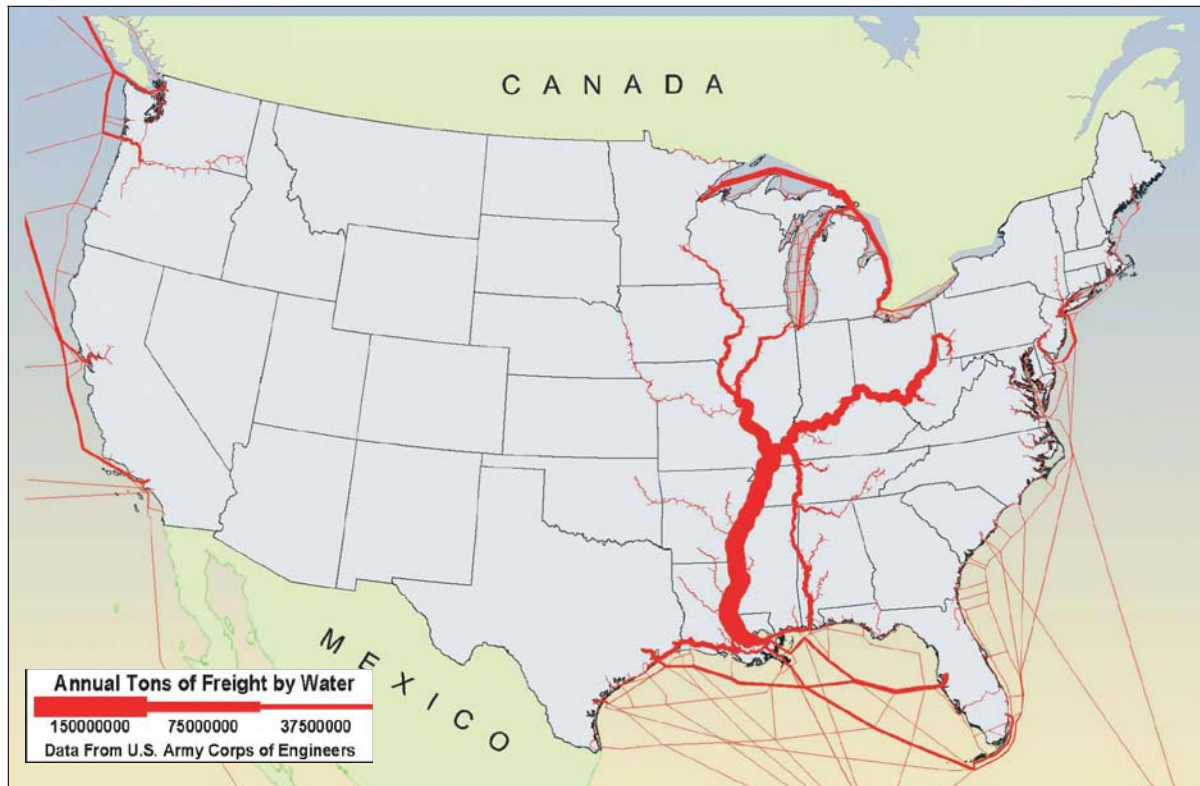 CANADA
MEXICO
Annual Tons of Freight by Water
150000000 75000000 37500000
Data From U.S. Army Corps of Engineers